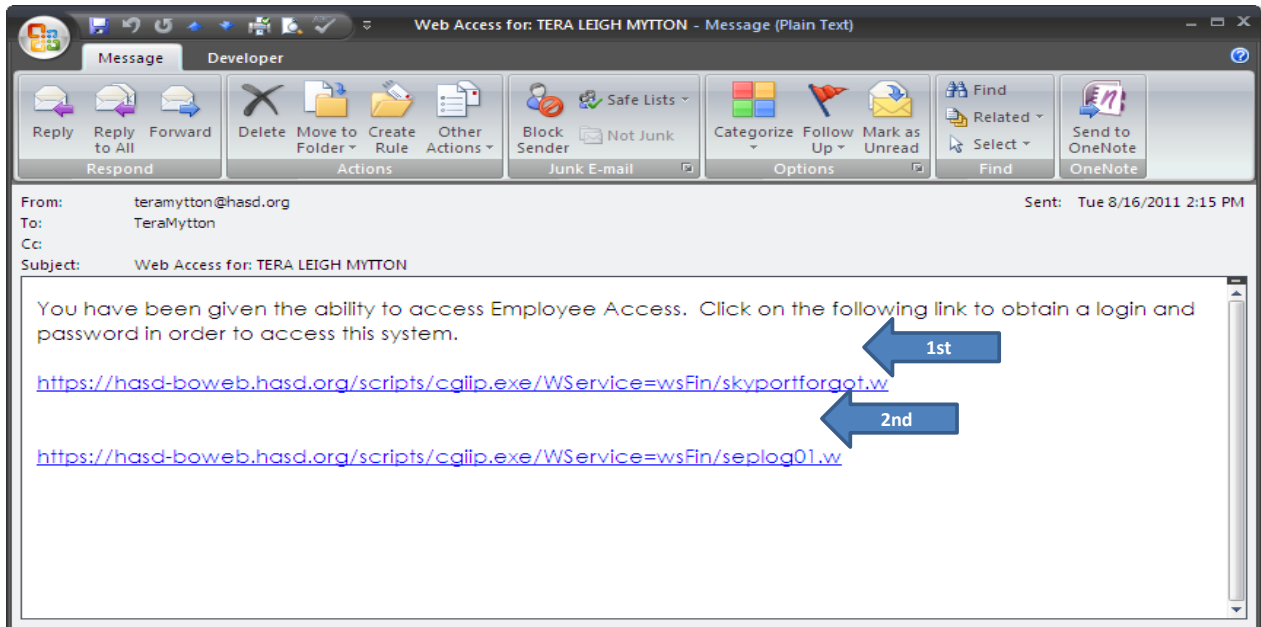 Web Access for: TERA LEIGH MYTTON - Message (Plain Text)
Message Developer
Reply Reply to All Forward
Delete Move to Folder Create Rule Other Actions
Block Sender Safe Lists Not Junk
Categorize Follow Up Mark as Unread
Find Related Select
Send to OneNote
Respond Actions Junk E-mail Options Find OneNote
From: teramytton@hasd.org Sent: Tue 8/16/2011 2:15 PM
To: TeraMytton
Cc:
Subject: Web Access for: TERA LEIGH MYTTON
You have been given the ability to access Employee Access. Click on the following link to obtain a login and
password in order to access this system.
1st
https://hasd-boweb.hasd.org/scripts/cgiip.exe/WService=wsFin/skyportforgot.w
2nd
https://hasd-boweb.hasd.org/scripts/cgiip.exe/WService=wsFin/seplog01.w